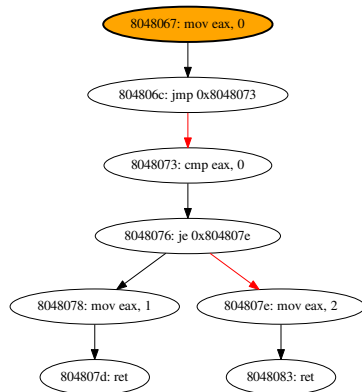 8048067: mov eax, 0
804806c: jmp 0x8048073
8048073: cmp eax, 0
8048076: je 0x804807e
8048078: mov eax, 1
804807e: mov eax, 2
804807d: ret
8048083: ret